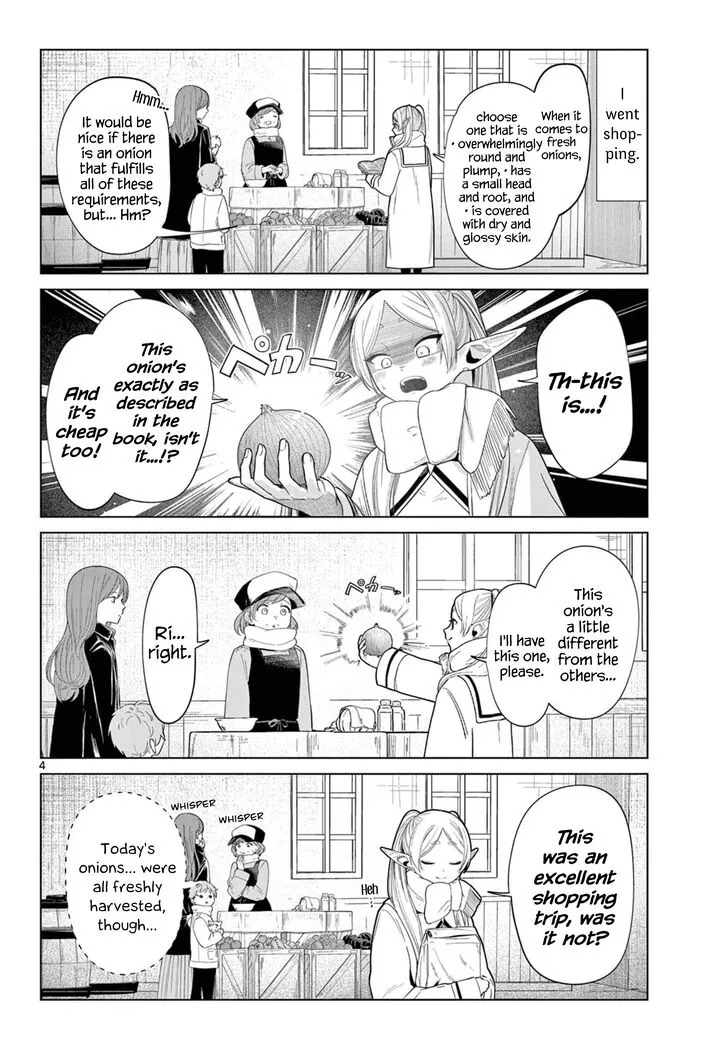 I
went
shop-
ping.
When it
comes to
fresh
onions,
choose
one that is
・overwhelmingly
round and
plump, ・has
a small head
and root, and
・is covered
with dry and
glossy skin.
Hmm...
It would be
nice if there
is an onion
that fulfills
all of these
requirements,
but... Hm?
Th-this
is...!
ペカーッ
This
onion's
exactly as
described
in the
book, isn't
it...!?
And
it's
cheap
too!
This
onion's
a little
different
from the
others...
I'll have
this one,
please.
ペカーッ
Ri...
right.
4
This
was an
excellent
shopping
trip, was
it not?
Heh
WHISPER
WHISPER
Today's
onions... were
all freshly
harvested,
though...